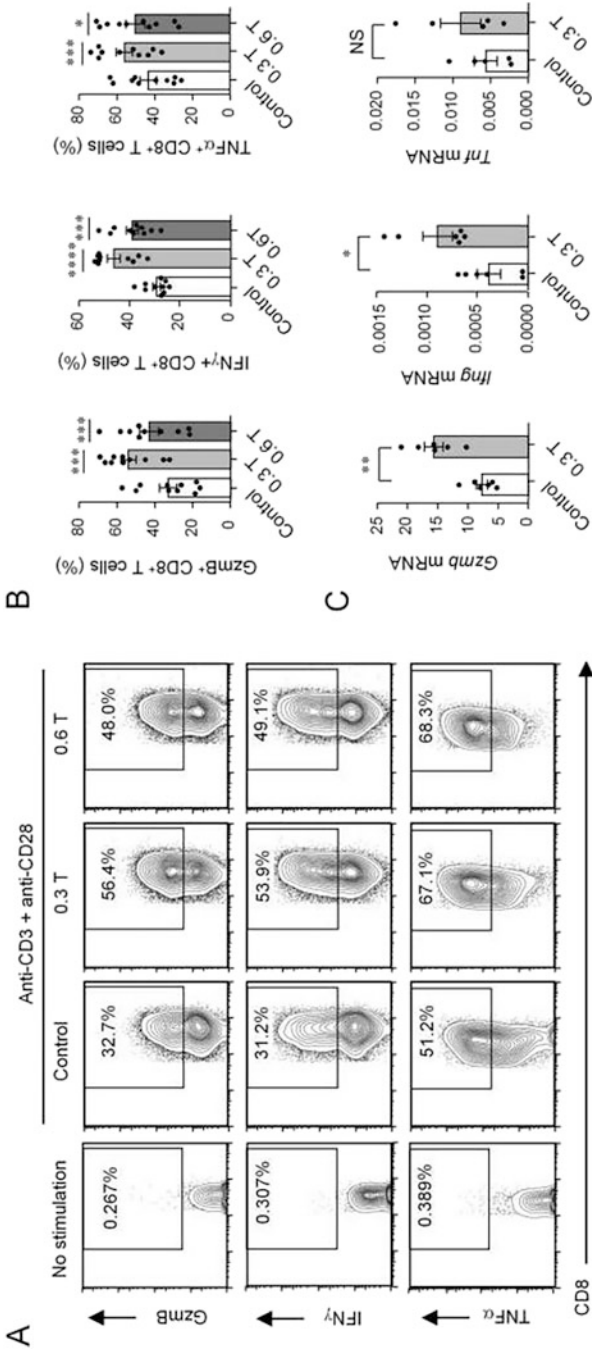 A
Anti-CD3 + anti-CD28
No stimulation
Control
0.3 T
0.6 T
GzmB
0.267%
32.7%
56.4%
48.0%
IFNγ
0.307%
31.2%
53.9%
49.1%
TNFα
0.389%
51.2%
67.1%
68.3%
CD8
B
GzmB⁺ CD8⁺ T cells (%)
80
60
40
20
0
***
***
Control
0.3 T
0.6 T
IFNγ+ CD8⁺ T cells (%)
80
60
40
20
0
****
***
Control
0.3 T
0.6T
TNFα⁺ CD8⁺ T cells (%)
80
60
40
20
0
***
*
Control
0.3 T
0.6 T
C
Gzmb mRNA
25
20
15
10
5
0
**
Control
0.3 T
Ifng mRNA
0.0015
0.0010
0.0005
0.0000
*
Control
0.3 T
Tnf mRNA
0.020
0.015
0.010
0.005
0.000
NS
Control
0.3 T